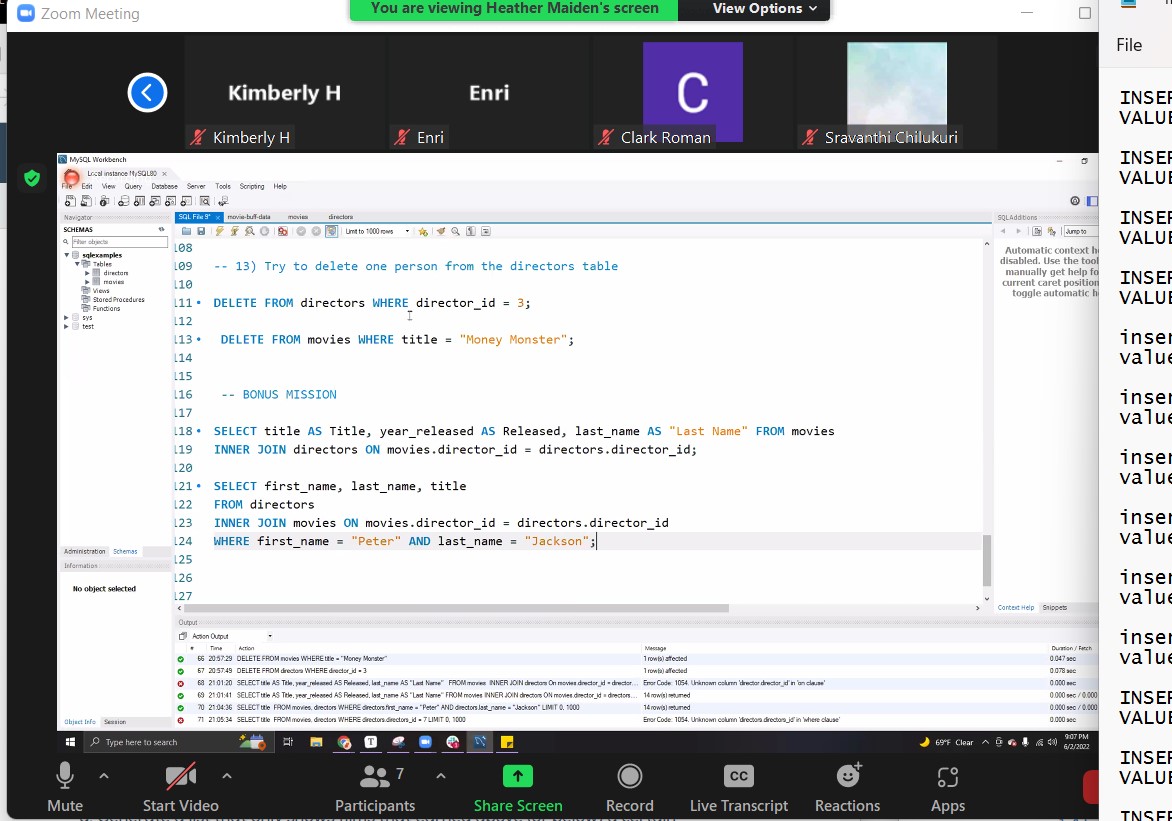 Zoom Meeting
You are viewing Heather Maiden's screen
View Options
File
Kimberly H
Enri
C
Kimberly H
Enri
Clark Roman
Sravanthi Chilukuri
MySQL Workbench
Local instance MySQL80
File Edit View Query Database Server Tools Scripting Help
Navigator
SCHEMAS
Filter objects
sqlexamples
Tables
directors
movies
Views
Stored Procedures
Functions
sys
test
Administration Schemas
Information
No object selected
Object Info Session
SQL File 9* movie-buff-data movies directors
Limit to 1000 rows
108
109 -- 13) Try to delete one person from the directors table
110
111 DELETE FROM directors WHERE director_id = 3;
112
113 DELETE FROM movies WHERE title = "Money Monster";
114
115
116 -- BONUS MISSION
117
118 SELECT title AS Title, year_released AS Released, last_name AS "Last Name" FROM movies
119 INNER JOIN directors ON movies.director_id = directors.director_id;
120
121 SELECT first_name, last_name, title
122 FROM directors
123 INNER JOIN movies ON movies.director_id = directors.director_id
124 WHERE first_name = "Peter" AND last_name = "Jackson";
125
126
127
SQLAdditions
Jump to
Automatic context h
disabled. Use the tool
manually get help fo
current caret position
toggle automatic h
Context Help Snippets
Output
Action Output
# Time Action Message Duration / Fetch
66 20:57:29 DELETE FROM movies WHERE title = "Money Monster" 1 row(s) affected 0.047 sec
67 20:57:49 DELETE FROM directors WHERE director_id = 3 1 row(s) affected 0.078 sec
68 21:01:20 SELECT title AS Title, year_released AS Released, last_name AS "Last Name" FROM movies INNER JOIN directors On movies.director_id = director... Error Code: 1054. Unknown column 'director.director_id' in 'on clause' 0.000 sec
69 21:01:41 SELECT title AS Title, year_released AS Released, last_name AS "Last Name" FROM movies INNER JOIN directors ON movies.director_id = directors... 14 row(s) returned 0.000 sec / 0.000
70 21:04:36 SELECT title FROM movies, directors WHERE directors.first_name = "Peter" AND directors.last_name = "Jackson" LIMIT 0, 1000 14 row(s) returned 0.000 sec / 0.000
71 21:05:34 SELECT title FROM movies, directors WHERE directors.directors_id = 7 LIMIT 0, 1000 Error Code: 1054. Unknown column 'directors.directors_id' in 'where clause' 0.000 sec
Type here to search
69°F Clear
9:07 PM
6/2/2022
Mute
Start Video
7
Participants
Share Screen
Record
CC
Live Transcript
Reactions
Apps
INSER
VALUE
INSER
VALUE
INSER
VALUE
INSER
VALUE
inser
value
inser
value
inser
value
inser
value
inser
value
inser
value
INSER
VALUE
INSER
VALUE
INSER